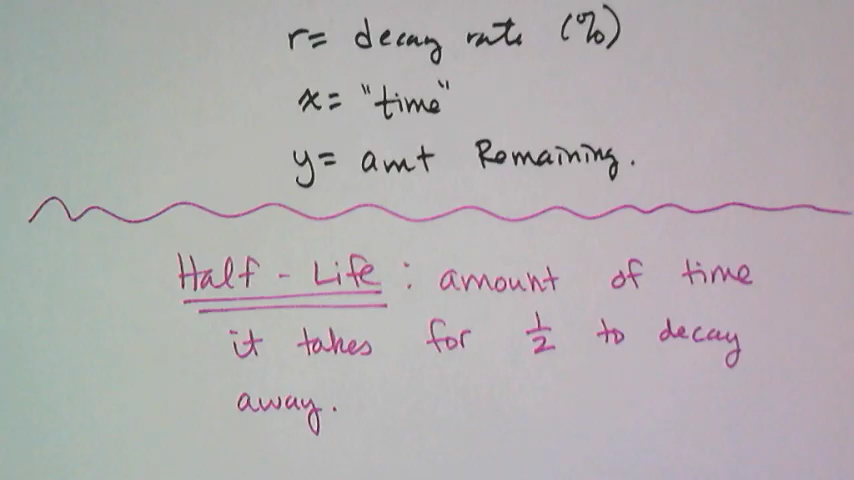 r= decay rate (%)
x= "time"
y= amt Remaining.
Half - Life : amount of time
it takes for 1/2 to decay
away.